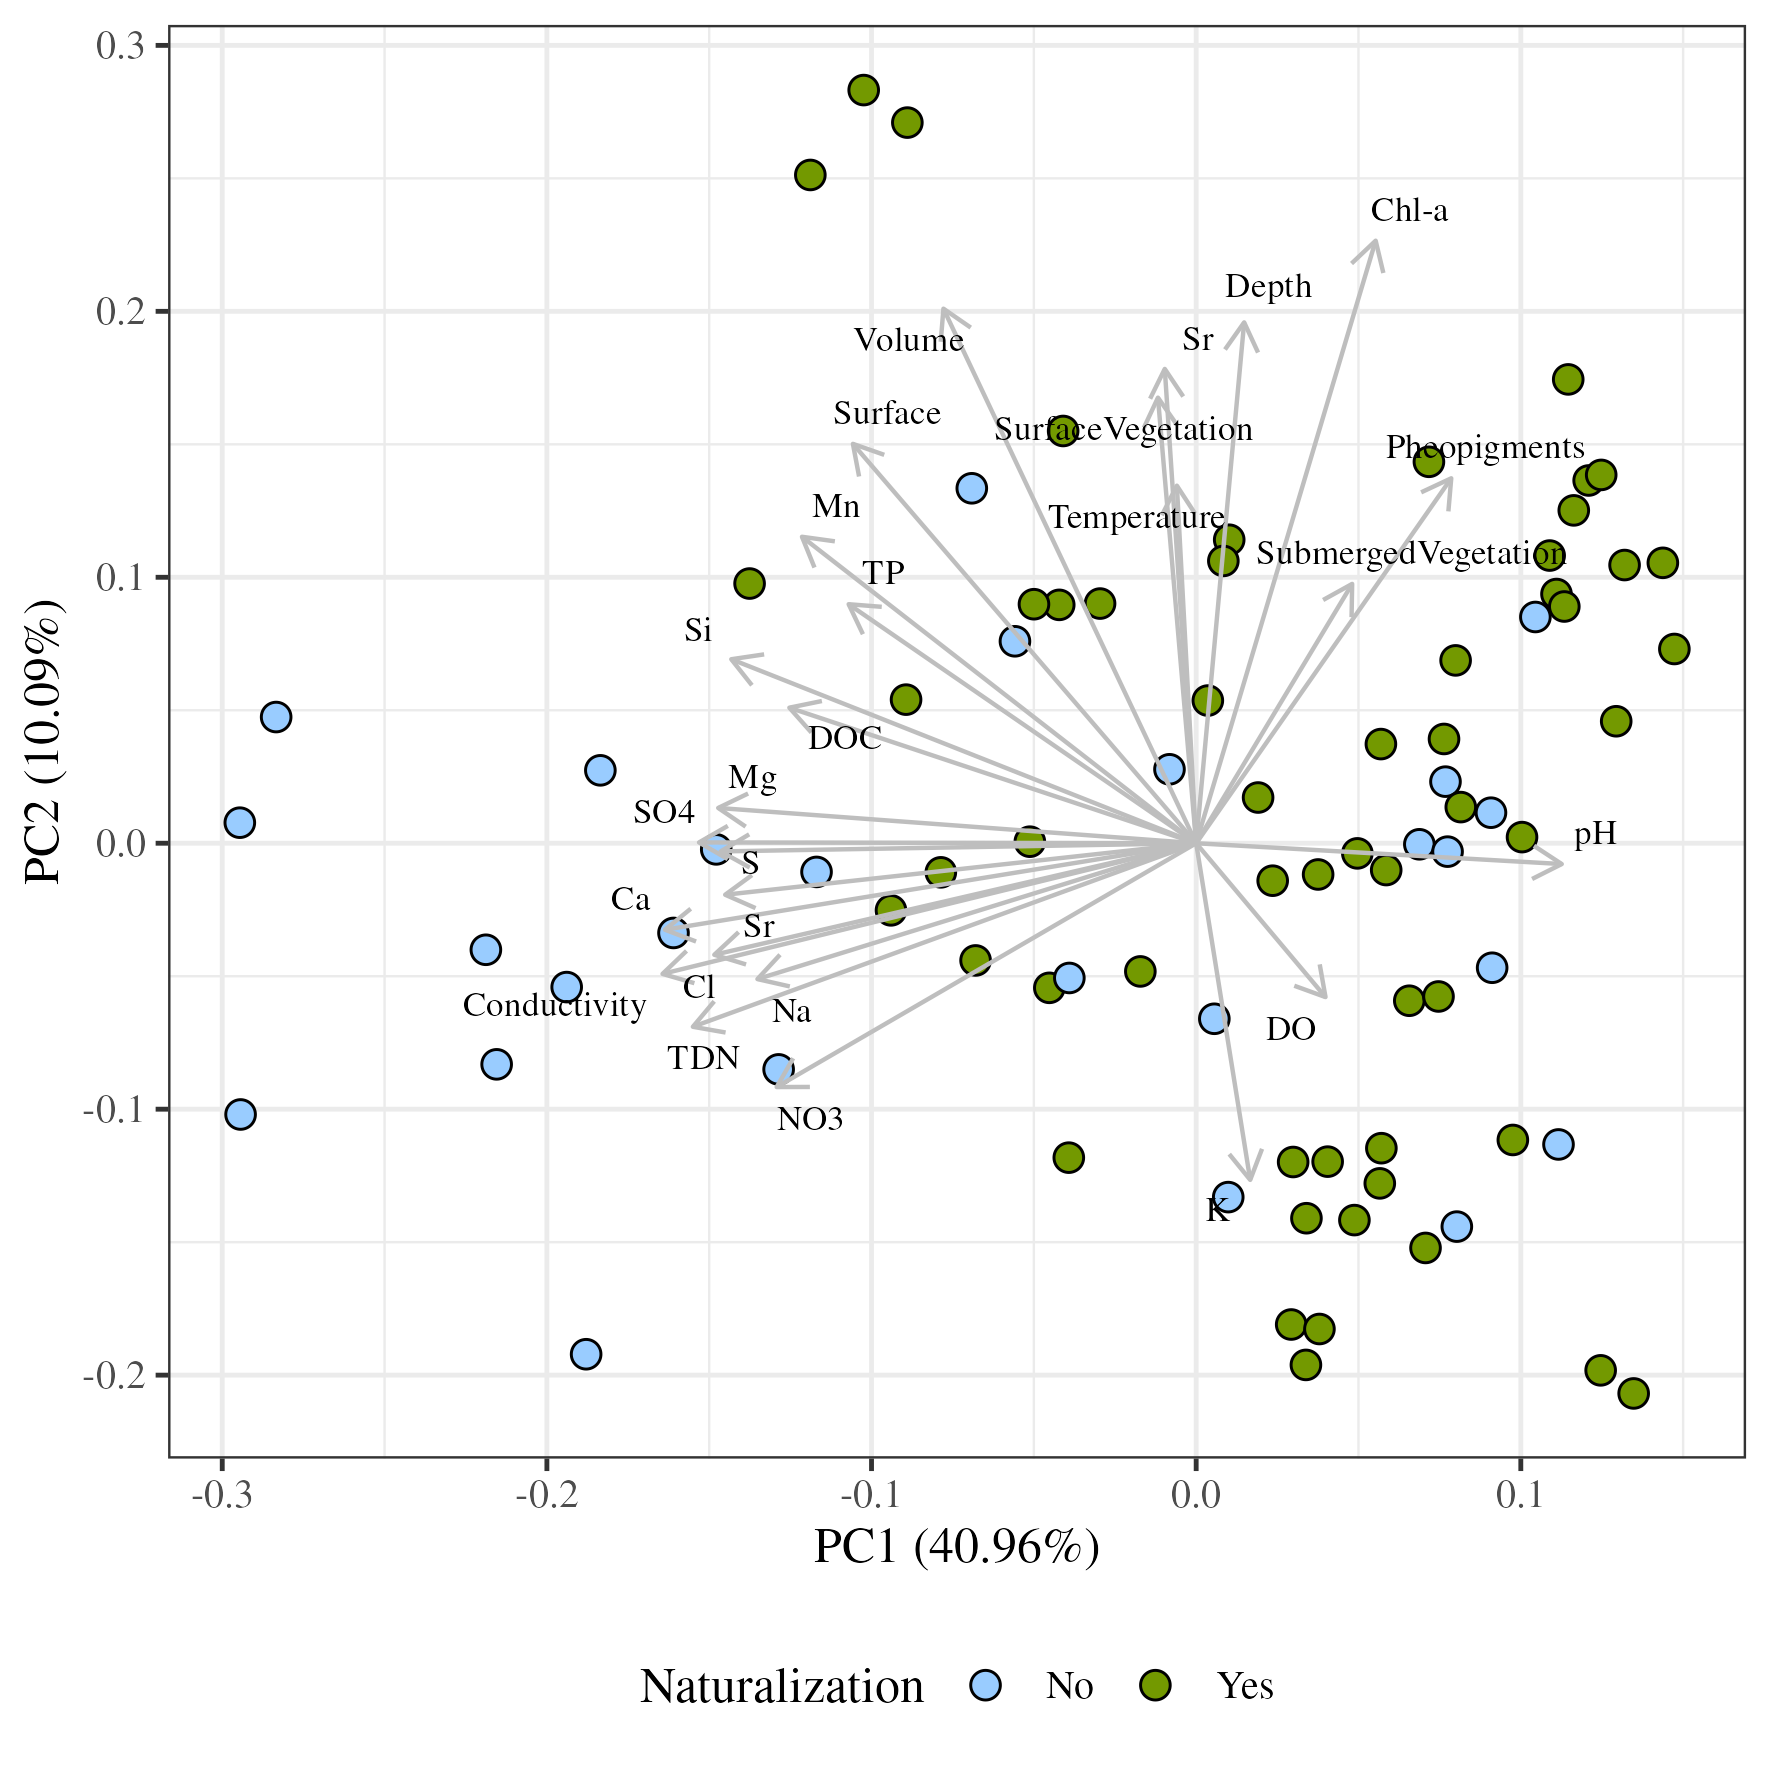 0.3
Chl-a
Depth
0.2
Volume
Sr
Surface
SurfaceVegetation
Pheopigments
Mn
Temperature
SubmergedVegetation
0.1
TP
Si
DOC
Mg
SO4
0.0
pH
S
Ca
Sr
Cl
Conductivity
Na
DO
TDN
-0.1
NO3
K
-0.2
PC2 (10.09%)
-0.3 -0.2 -0.1 0.0 0.1
PC1 (40.96%)
Naturalization No Yes